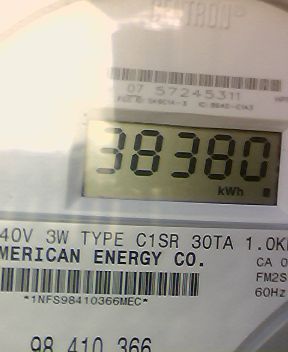 CENTRON®
07 57245311
38380
kWh
40V 3W TYPE C1SR 30TA 1.0K
MERICAN ENERGY CO.
CA 0
FM2S
60Hz
*1NFS98410366MEC*
98 410 366